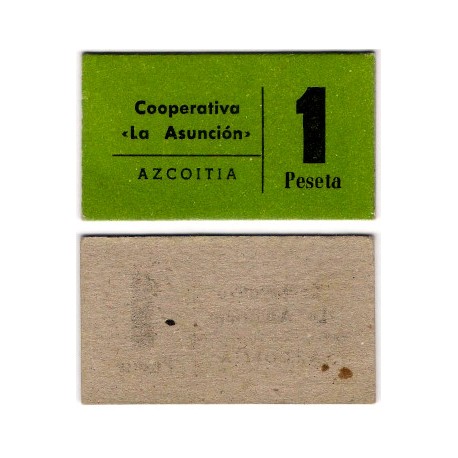 Cooperativa
«La Asunción»
AZCOITIA
1
Peseta